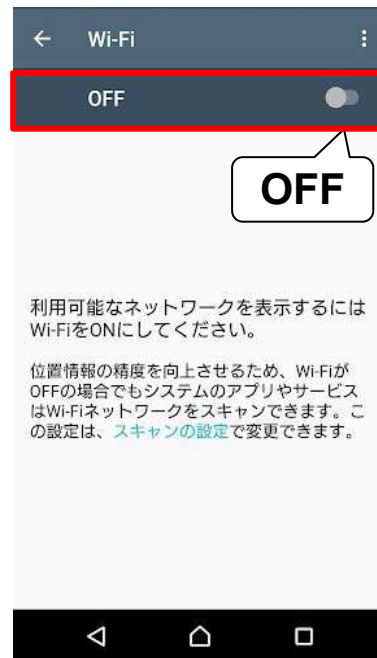 Wi-Fi
OFF
OFF
利用可能なネットワークを表示するには
Wi-FiをONにしてください。
位置情報の精度を向上させるため、Wi-Fiが
OFFの場合でもシステムのアプリやサービス
はWi-Fiネットワークをスキャンできます。こ
の設定は、スキャンの設定で変更できます。